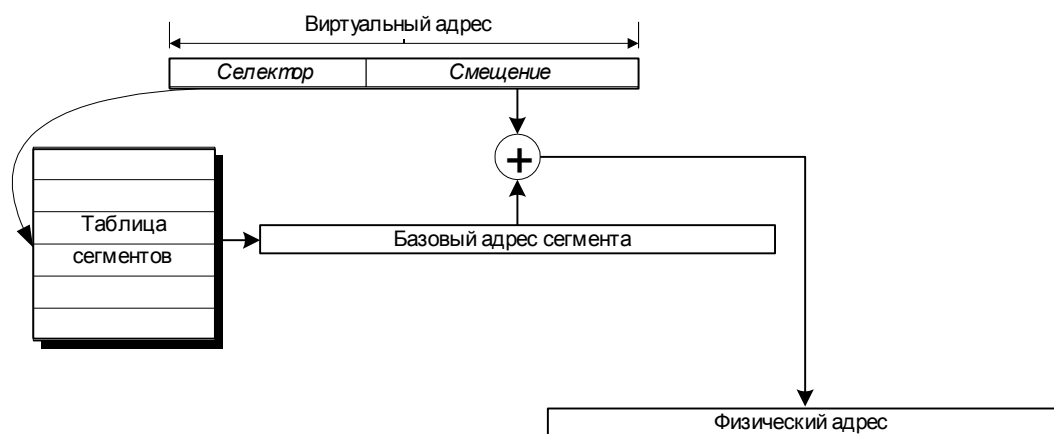 Виртуальный адрес
Селектор
Смещение
+
Таблица
сегментов
Базовый адрес сегмента
Физический адрес